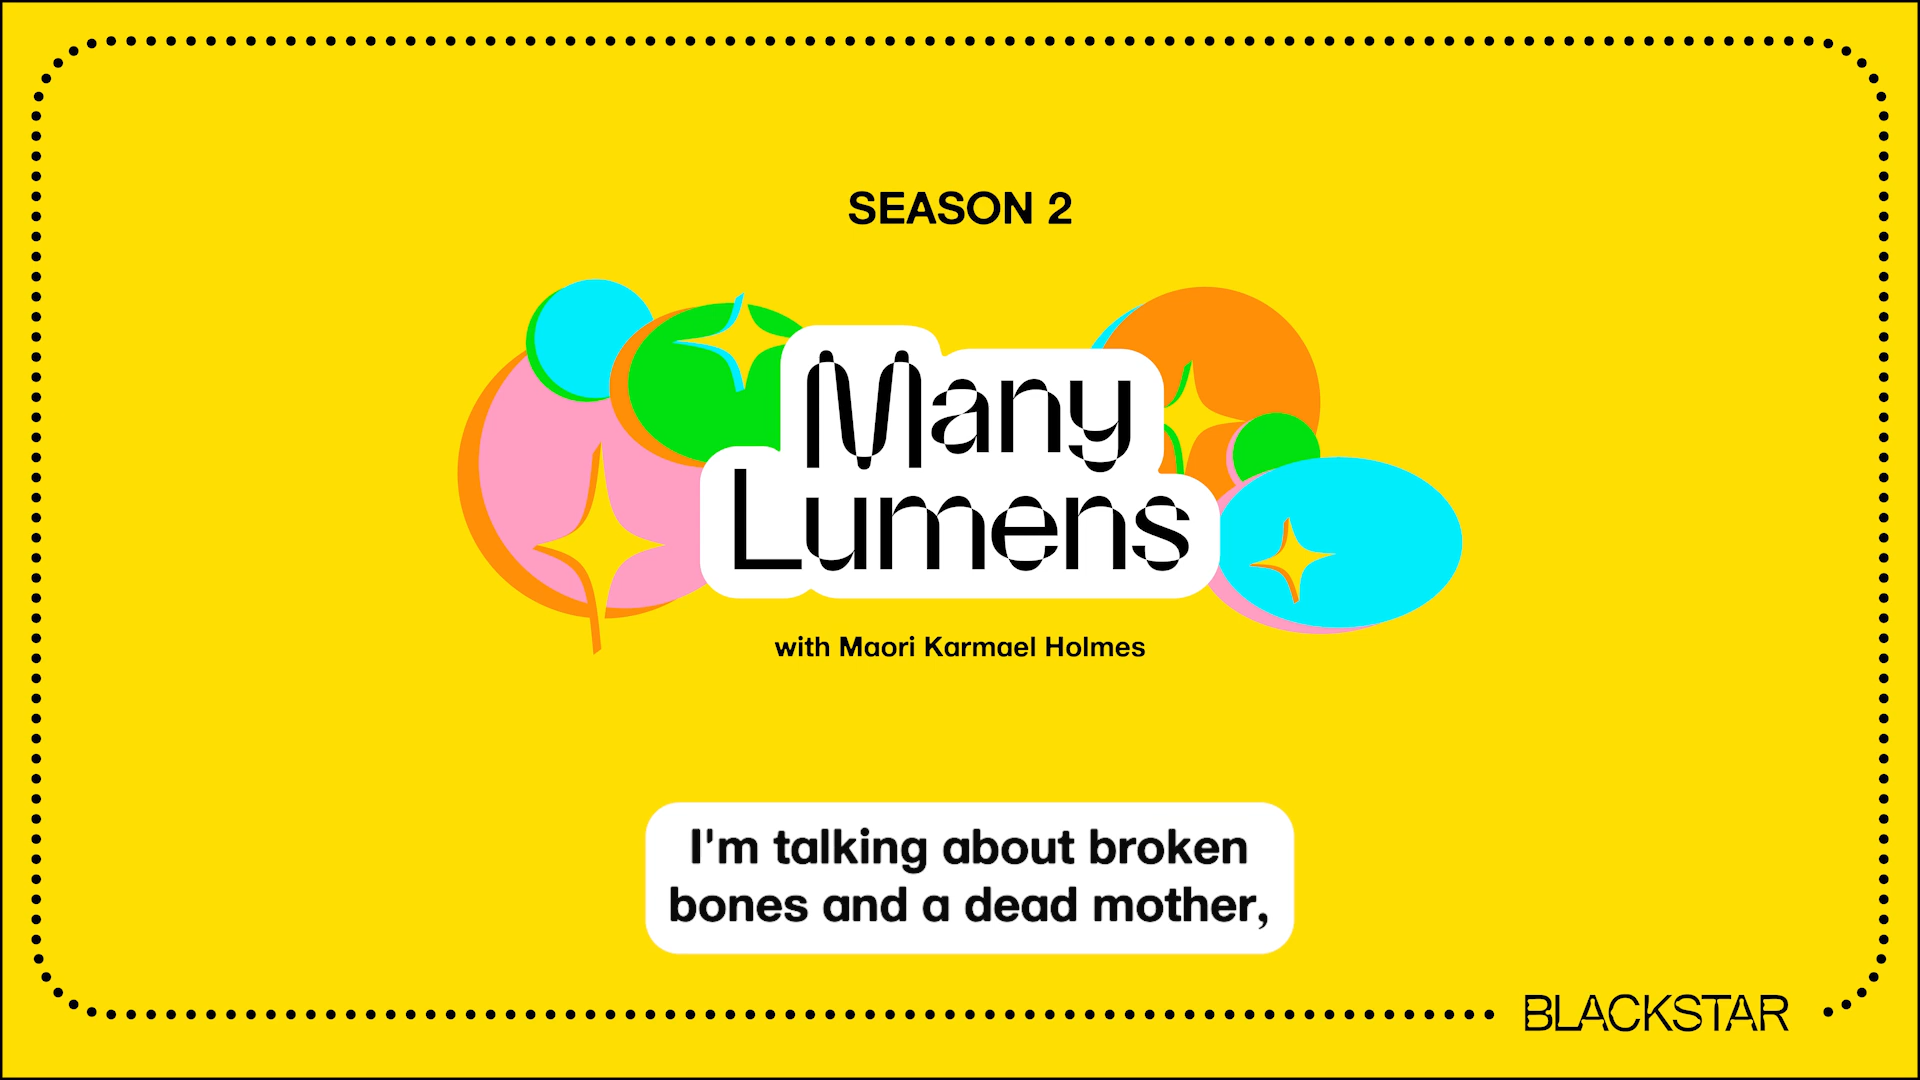 SEASON 2
Many
Lumens
with Maori Karmael Holmes
I'm talking about broken
bones and a dead mother,
BLACKSTAR